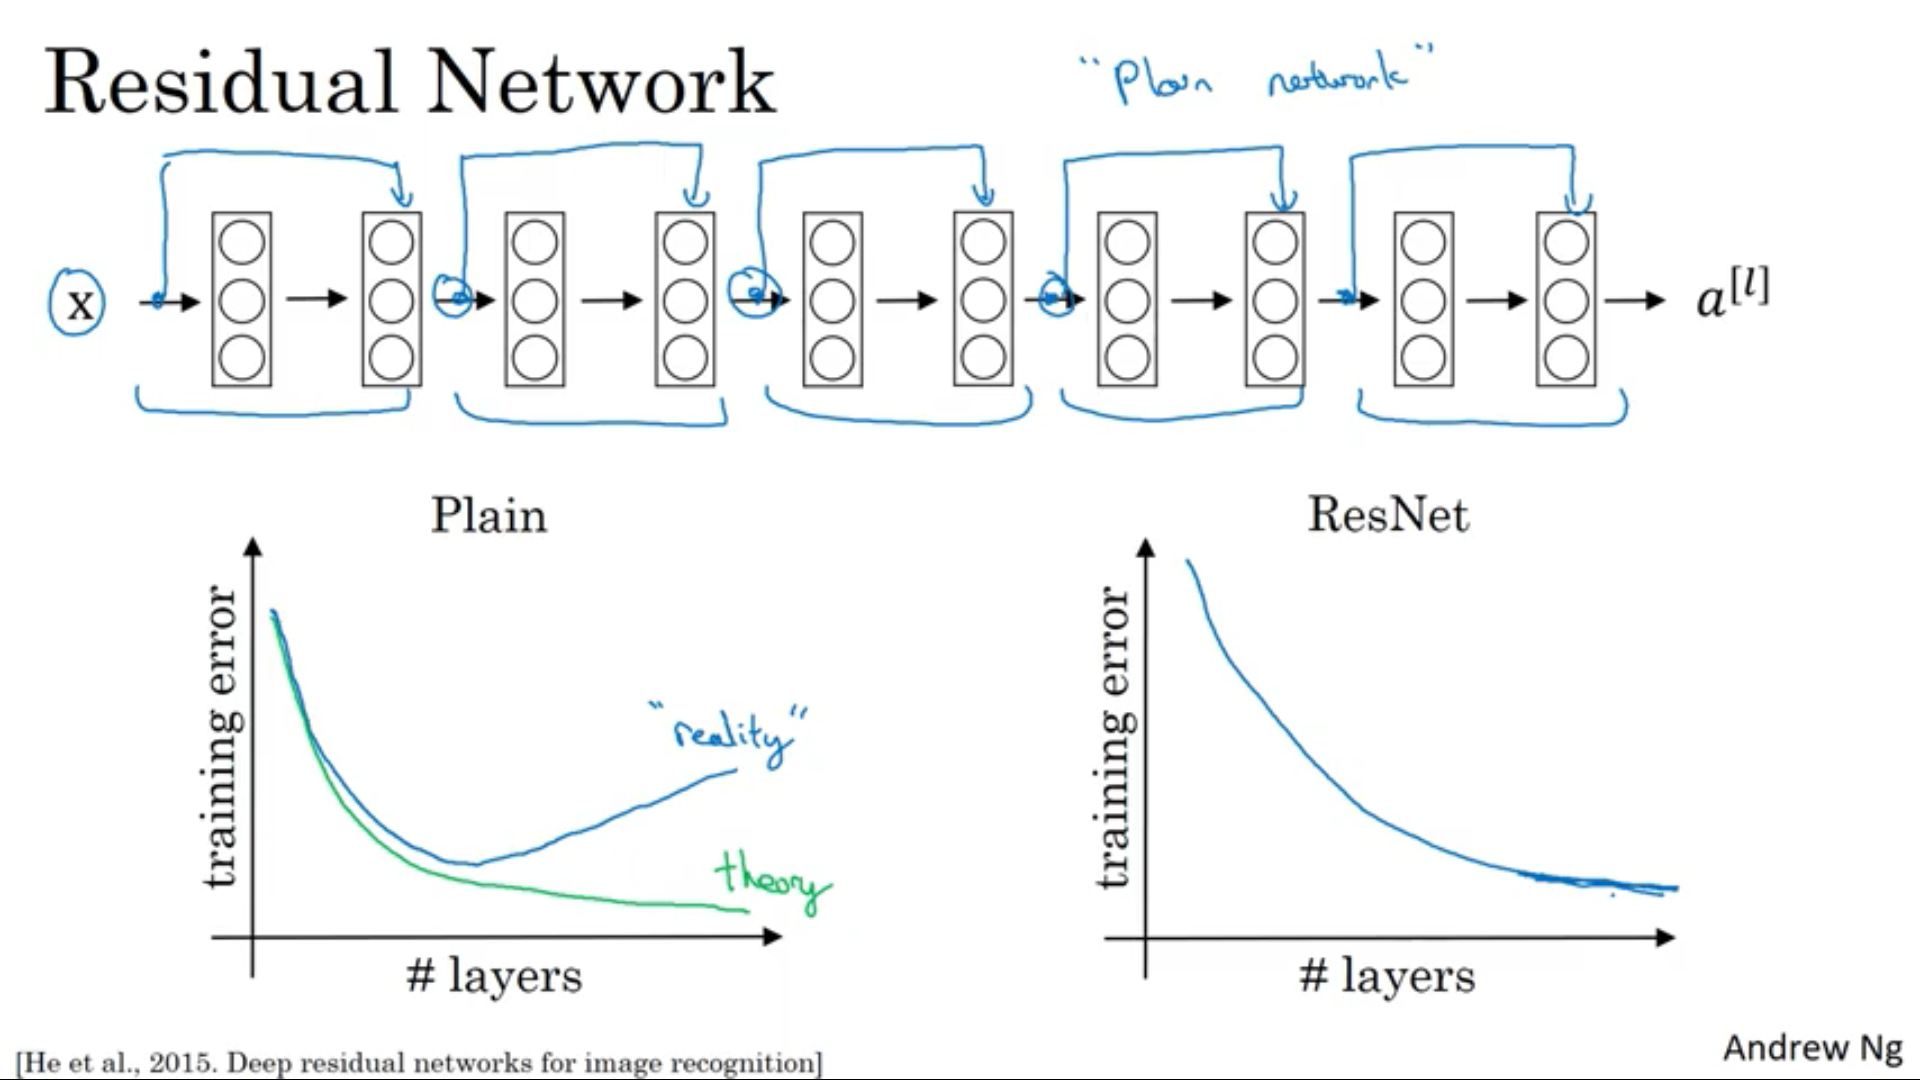 Residual Network
"Plain network"
x
a[l]
Plain
ResNet
training error
"reality"
theory
# layers
training error
# layers
[He et al., 2015. Deep residual networks for image recognition]
Andrew Ng